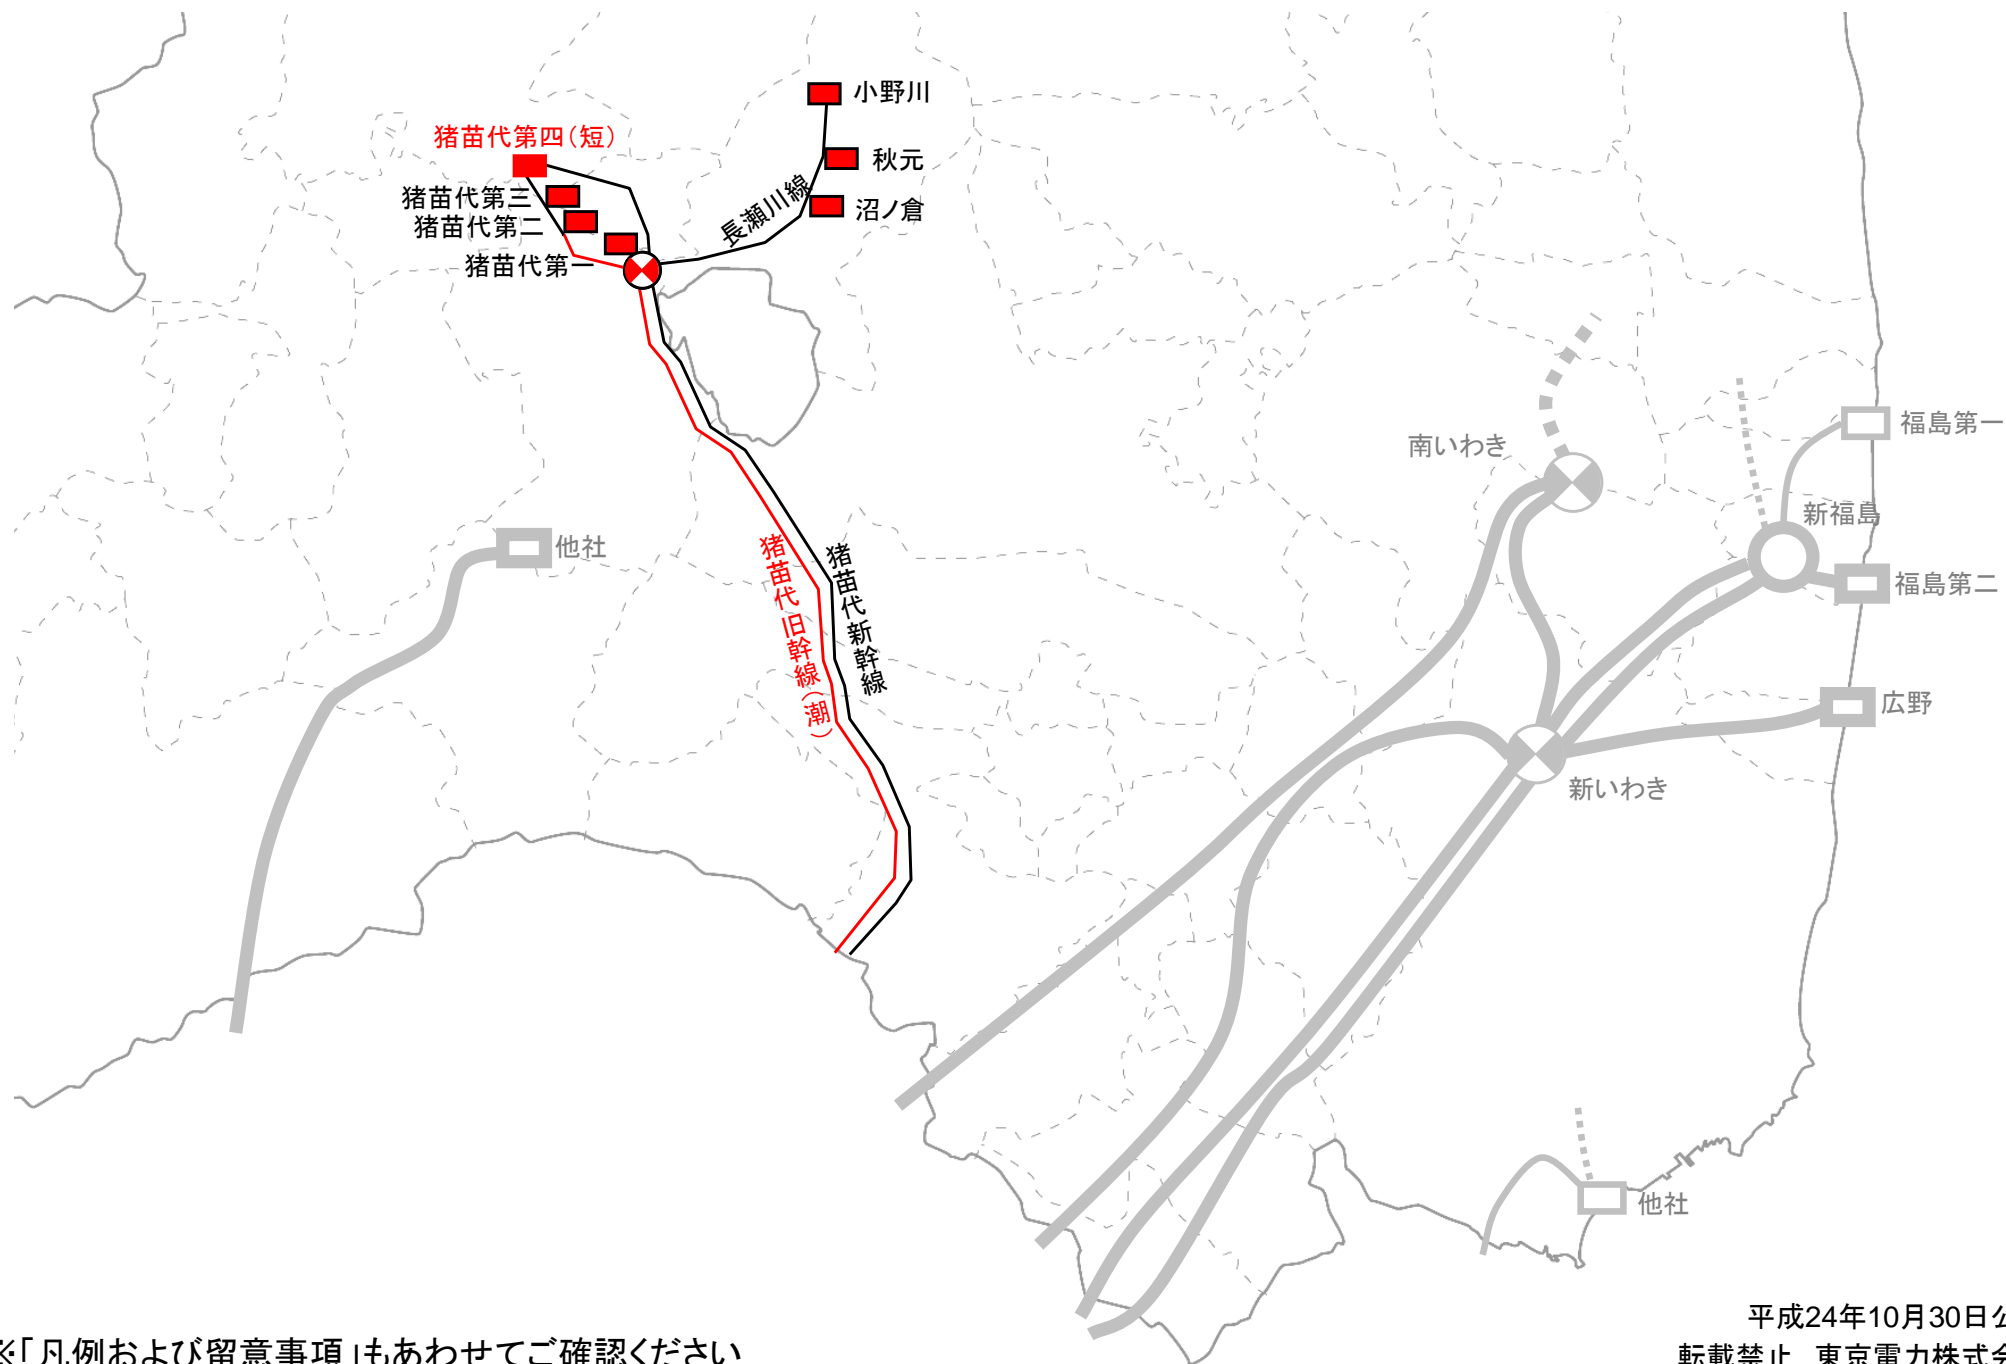 小野川
猪苗代第四(短)
秋元
猪苗代第三
長瀬川線
沼ノ倉
猪苗代第二
猪苗代第一
福島第一
南いわき
新福島
他社
福島第二
猪苗代旧幹線(潮)
猪苗代新幹線
広野
新いわき
他社
平成24年10月30日公
※「凡例および留意事項」もあわせてご確認ください
転載禁止 東京電力株式会